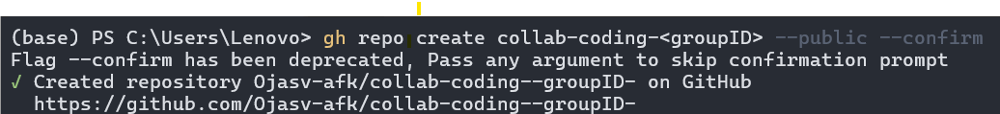 (base) PS C:\Users\Lenovo> gh repo create collab-coding-<groupID> --public --confirm
Flag --confirm has been deprecated, Pass any argument to skip confirmation prompt
✓ Created repository Ojasv-afk/collab-coding--groupID- on GitHub
https://github.com/Ojasv-afk/collab-coding--groupID-